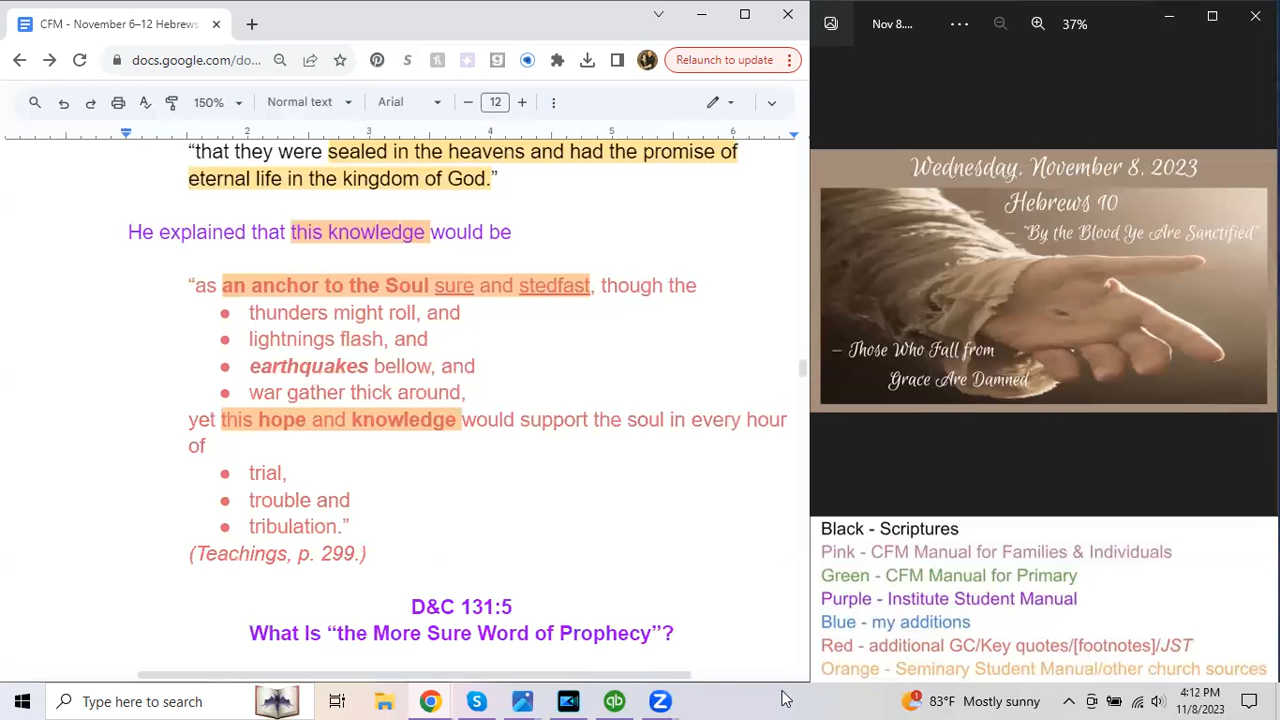 CFM - November 6–12 Hebrews
Nov 8....
37%
docs.google.com/do...
Relaunch to update
150%
Normal text
Arial
12
2
3
4
5
6
“that they were sealed in the heavens and had the promise of
eternal life in the kingdom of God.”
He explained that this knowledge would be
“as an anchor to the Soul sure and stedfast, though the
● thunders might roll, and
● lightnings flash, and
● earthquakes bellow, and
● war gather thick around,
yet this hope and knowledge would support the soul in every hour
of
● trial,
● trouble and
● tribulation.”
(Teachings, p. 299.)
D&C 131:5
What Is “the More Sure Word of Prophecy”?
Wednesday, November 8, 2023
Hebrews 10
– “By the Blood Ye Are Sanctified”
– Those Who Fall from
Grace Are Damned
Black - Scriptures
Pink - CFM Manual for Families & Individuals
Green - CFM Manual for Primary
Purple - Institute Student Manual
Blue - my additions
Red - additional GC/Key quotes/[footnotes]/JST
Orange - Seminary Student Manual/other church sources
Type here to search
83°F Mostly sunny
4:12 PM
11/8/2023